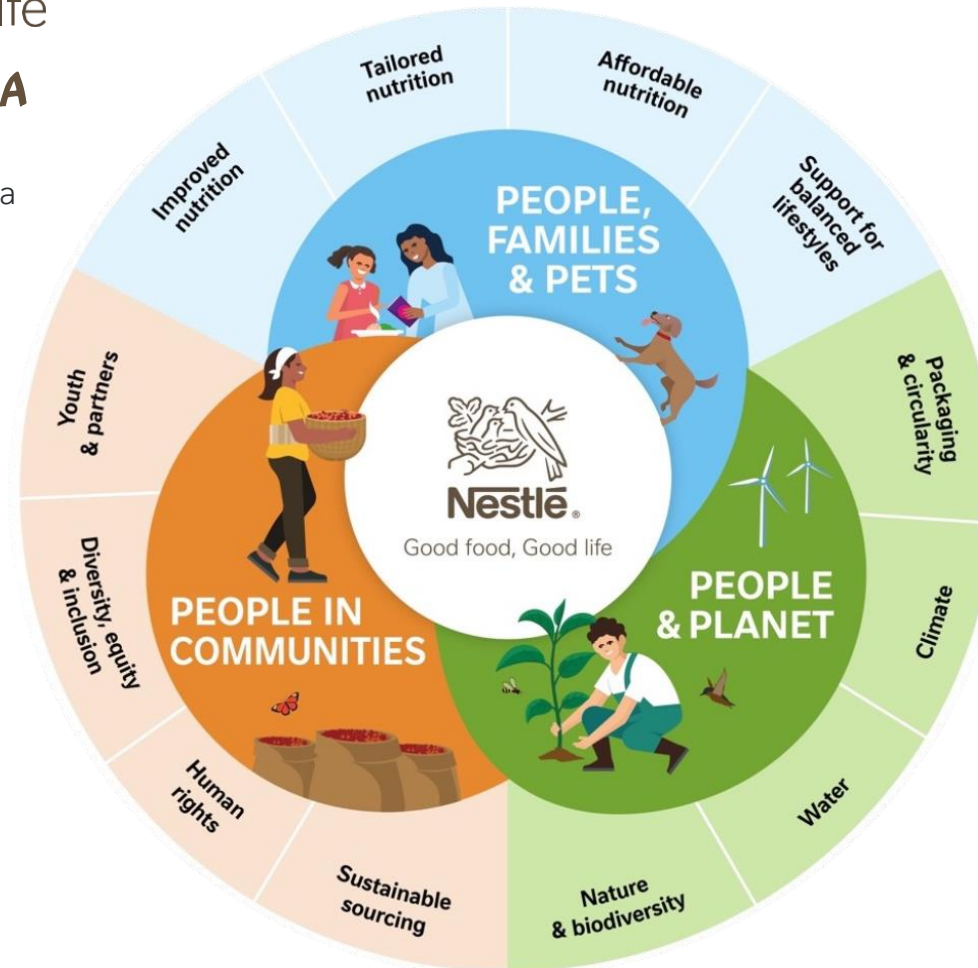 ife
A
a
Tailored
nutrition
Affordable
nutrition
Improved
nutrition
Support for
balanced
lifestyles
PEOPLE,
FAMILIES
& PETS
Youth
& partners
Packaging
& circularity
Nestlé®
Good food, Good life
Diversity, equity
& inclusion
PEOPLE IN
COMMUNITIES
PEOPLE
& PLANET
Climate
Human
rights
Water
Sustainable
sourcing
Nature
& biodiversity